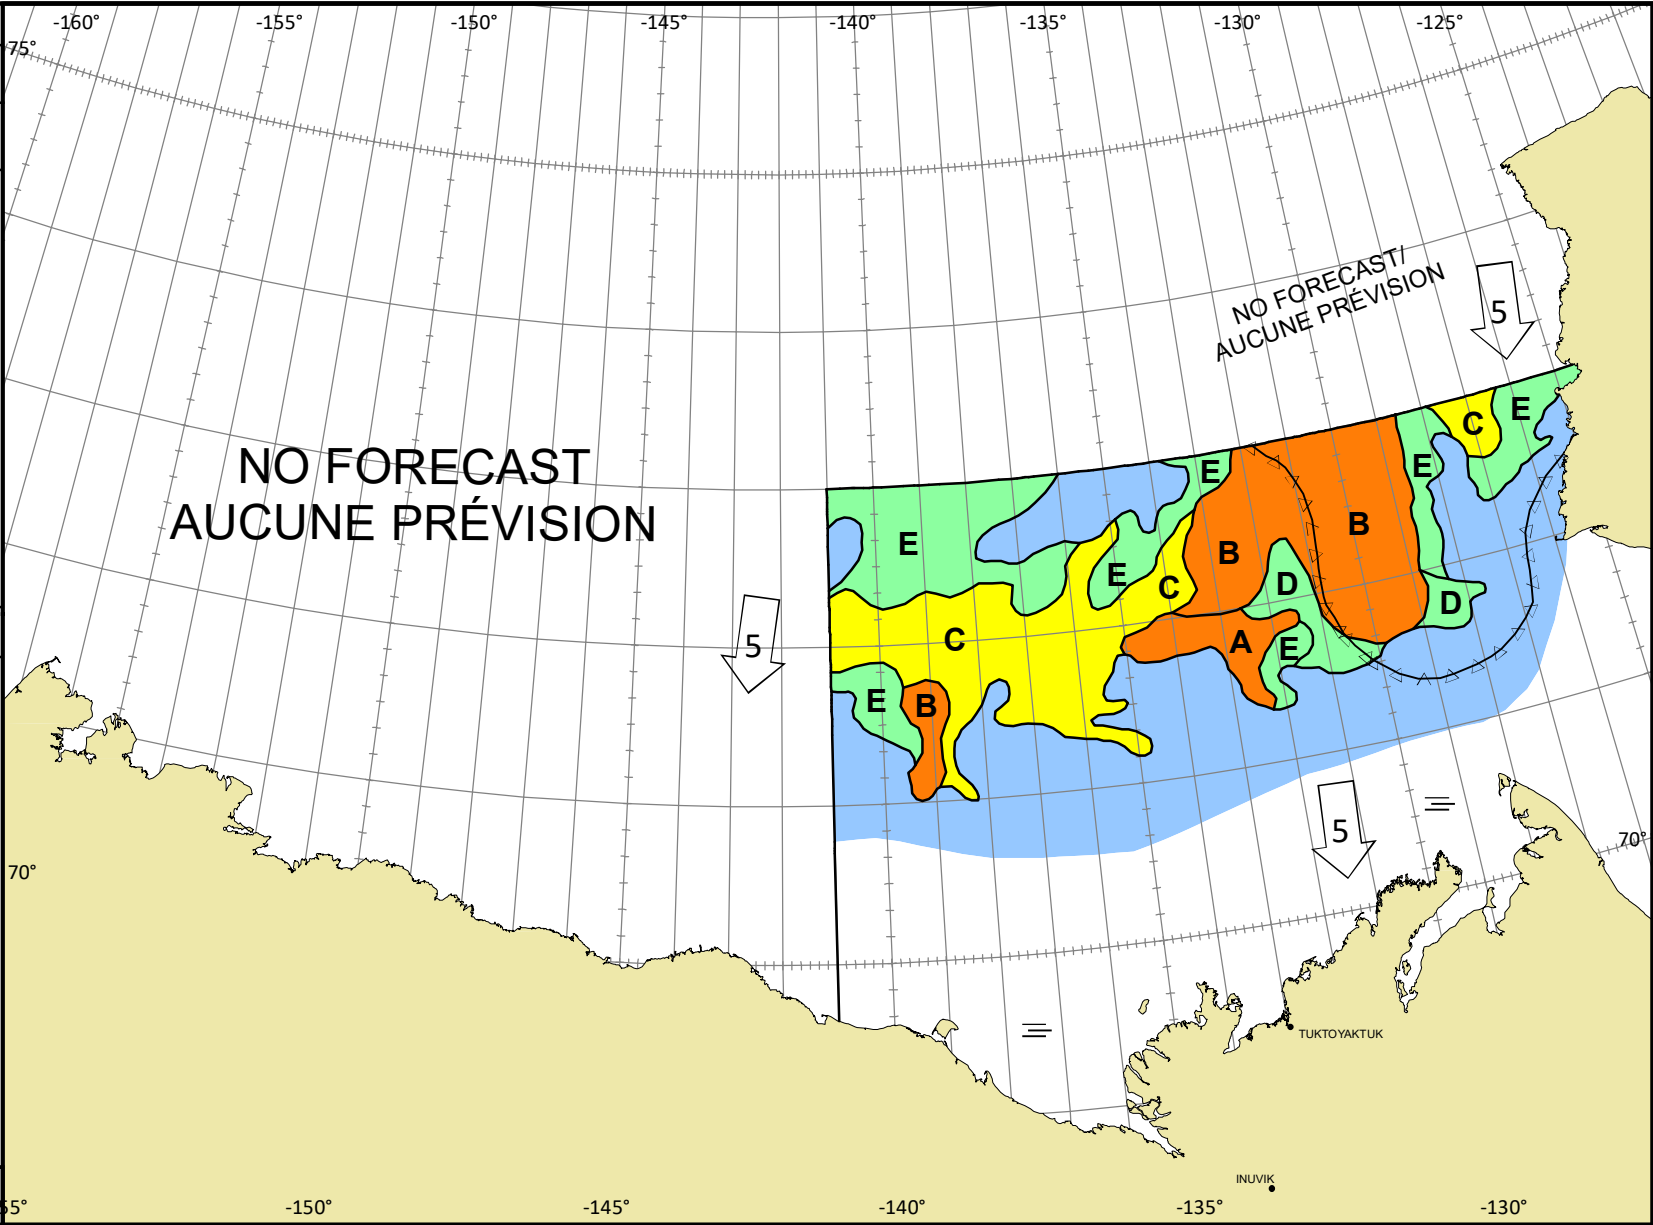 -160° -155° -150° -145° -140° -135° -130° -125°
75°
NO FORECAST/
AUCUNE PRÉVISION
5
NO FORECAST
AUCUNE PRÉVISION
C E
E E
B
E B
E C D
D
5 C A E
E B
5
70° 70°
TUKTOYAKTUK
INUVIK
55° -150° -145° -140° -135° -130°